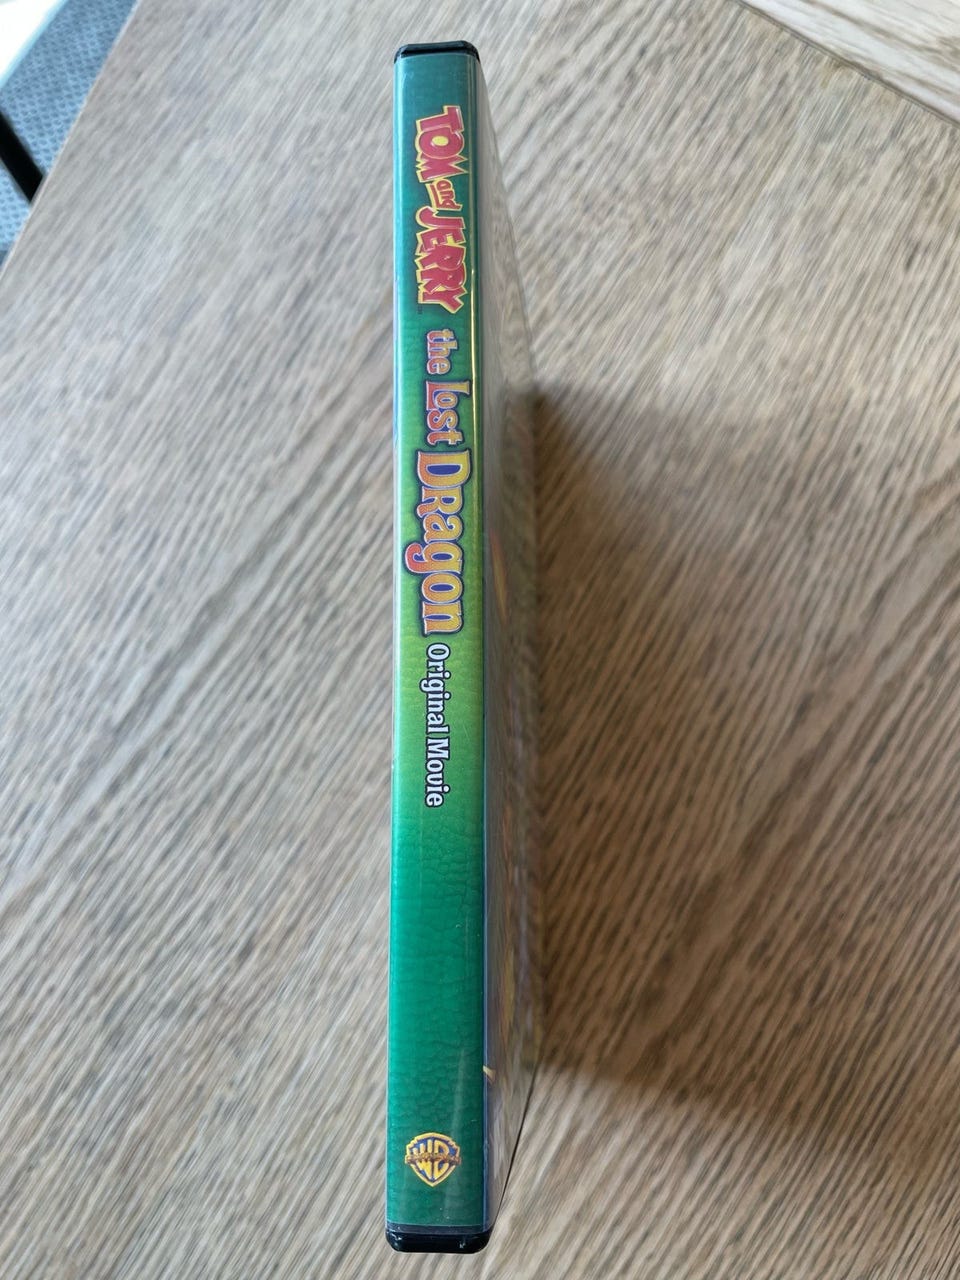 TOM and JERRY the Lost Dragon Original Movie
WB